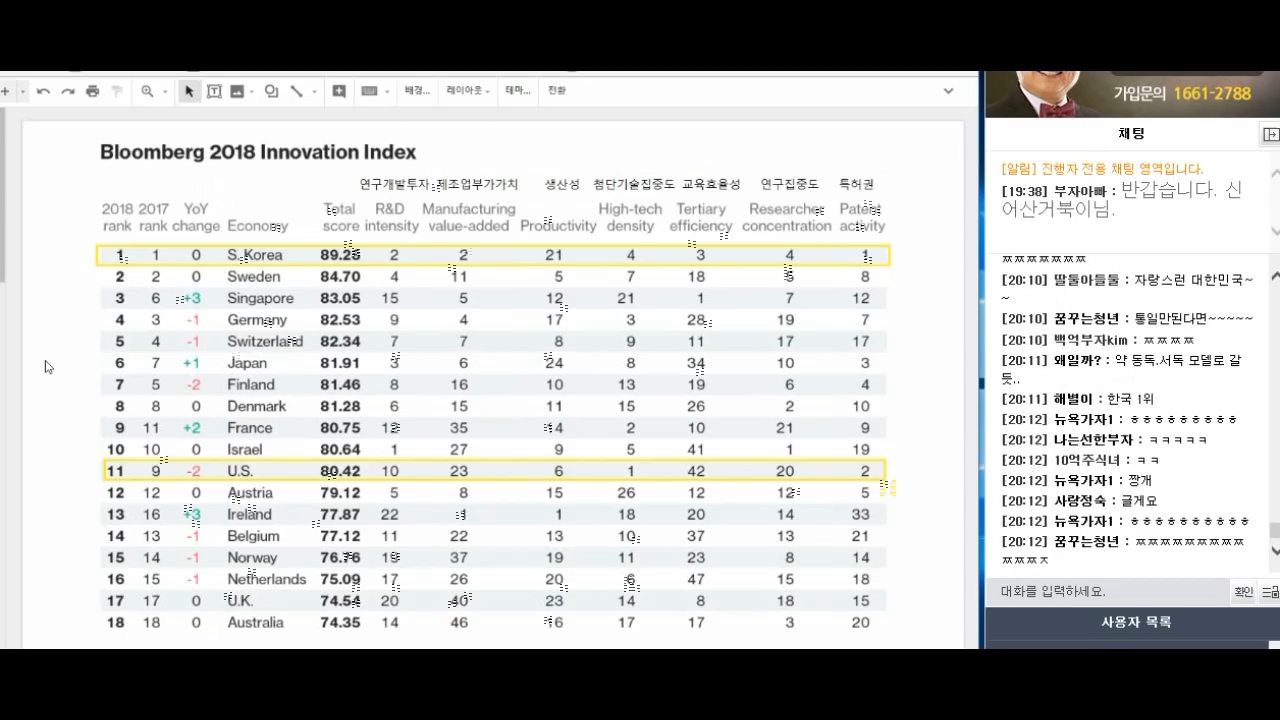 배경...
레이아웃
테마...
전환
Bloomberg 2018 Innovation Index
연구개발투자 제조업부가가치 생산성 첨단기술집중도 교육효율성 연구집중도 특허권
2018 rank 2017 rank YoY change Economy Total score R&D intensity Manufacturing value-added Productivity High-tech density Tertiary efficiency Researcher concentration Patent activity
1 1 0 S. Korea 89.28 2 2 21 4 3 4 1
2 2 0 Sweden 84.70 4 11 5 7 18 8
3 6 +3 Singapore 83.05 15 5 12 21 1 7 12
4 3 -1 Germany 82.53 9 4 17 3 28 19 7
5 4 -1 Switzerland 82.34 7 7 8 9 11 17 17
6 7 +1 Japan 81.91 3 6 24 8 34 10 3
7 5 -2 Finland 81.46 8 16 10 13 19 6 4
8 8 0 Denmark 81.28 6 15 11 15 26 2 10
9 11 +2 France 80.75 12 35 14 2 10 21 9
10 10 0 Israel 80.64 1 27 9 5 41 1 19
11 9 -2 U.S. 80.42 10 23 6 1 42 20 2
12 12 0 Austria 79.12 5 8 15 26 12 12 5
13 16 +3 Ireland 77.87 22 1 1 18 20 14 33
14 13 -1 Belgium 77.12 11 22 13 10 37 13 21
15 14 -1 Norway 76.76 19 37 19 11 23 8 14
16 15 -1 Netherlands 75.09 17 26 20 6 47 15 18
17 17 0 U.K. 74.54 20 40 23 14 8 18 15
18 18 0 Australia 74.35 14 46 16 17 17 3 20
가입문의 1661-2788
채팅
[알림] 진행자 전용 채팅 영역입니다.
[19:38] 부자아빠 : 반갑습니다. 신
어산거북이님.
ㅉㅉㅉㅉㅉㅉㅉ
[20:10] 딸둘아들둘 : 자랑스런 대한민국~
~
[20:10] 꿈꾸는청년 : 통일만된다면~~~~~
[20:10] 백억부자kim : ㅉㅉㅉㅉ
[20:11] 왜일까? : 약 동독.서독 모델로 갈
듯..
[20:11] 해벌이 : 한국 1위
[20:12] 뉴욕가자1 : ㅎㅎㅎㅎㅎㅎㅎㅎㅎ
[20:12] 나는선한부자 : ㅋㅋㅋㅋㅋ
[20:12] 10억주식녀 : ㅋㅋ
[20:12] 뉴욕가자1 : 짱개
[20:12] 사랑정숙 : 글게요
[20:12] 뉴욕가자1 : ㅎㅎㅎㅎㅎㅎㅎㅎㅎㅎ
[20:12] 꿈꾸는청년 : ㅉㅉㅉㅉㅉㅉㅉㅉㅉ
ㅉㅉㅉㅈ
대화를 입력하세요.
확인
사용자 목록